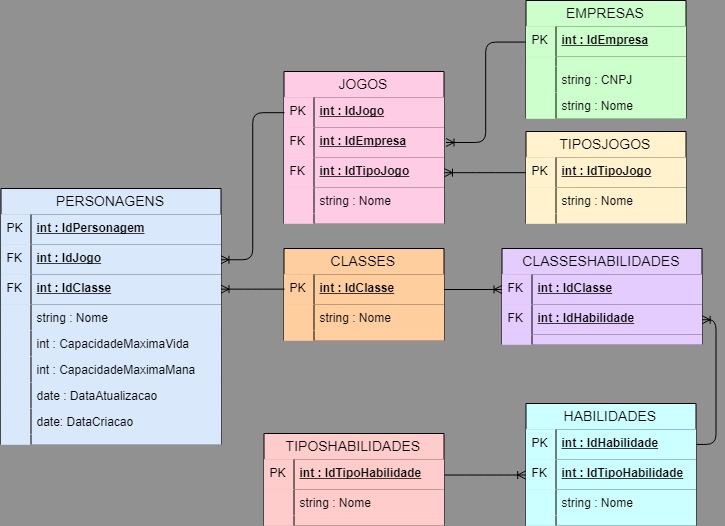 EMPRESAS
PK int : IdEmpresa
string : CNPJ
string : Nome
JOGOS
PK int : IdJogo
FK int : IdEmpresa
FK int : IdTipoJogo
string : Nome
TIPOSJOGOS
PK int : IdTipoJogo
string : Nome
PERSONAGENS
PK int : IdPersonagem
FK int : IdJogo
FK int : IdClasse
string : Nome
int : CapacidadeMaximaVida
int : CapacidadeMaximaMana
date : DataAtualizacao
date: DataCriacao
CLASSES
PK int : IdClasse
string : Nome
CLASSESHABILIDADES
FK int : IdClasse
FK int : IdHabilidade
TIPOSHABILIDADES
PK int : IdTipoHabilidade
string : Nome
HABILIDADES
PK int : IdHabilidade
FK int : IdTipoHabilidade
string : Nome